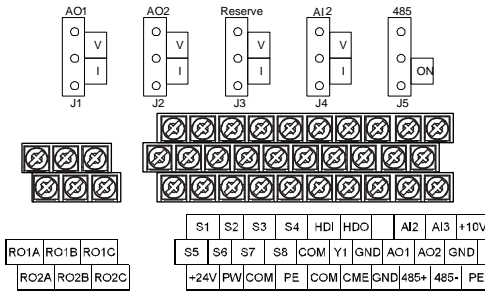 AO1 AO2 Reserve AI2 485
V V V V
I I I I ON
J1 J2 J3 J4 J5
S1 S2 S3 S4 HDI HDO AI2 AI3 +10V
RO1A RO1B RO1C S5 S6 S7 S8 COM Y1 GND AO1 AO2 GND
RO2A RO2B RO2C +24V PW COM PE COM CME GND 485+ 485- PE